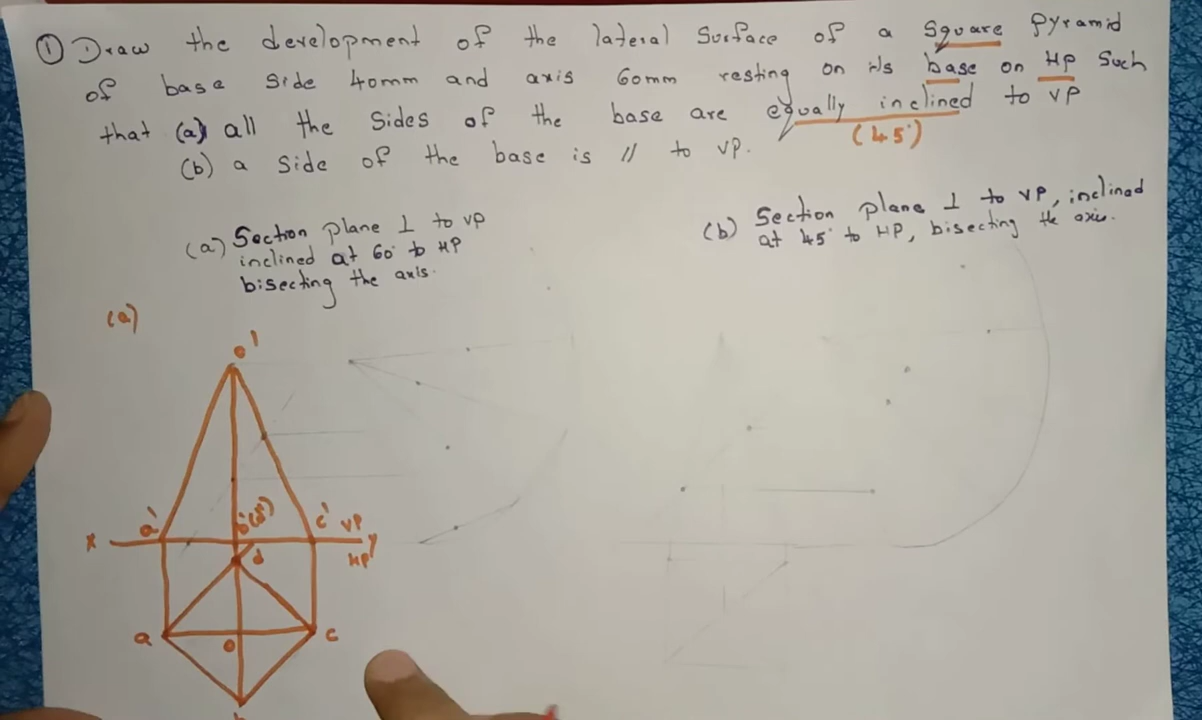 ① Draw the development of the lateral Surface of a Square Pyramid
of base Side 40mm and axis 60mm resting on its base on HP Such
that (a) all the Sides of the base are equally inclined to VP
(45°)
(b) a Side of the base is // to VP.
(a) Section plane ⊥ to VP
inclined at 60° to HP
bisecting the axis.
(b) Section plane ⊥ to VP, inclined
at 45° to HP, bisecting the axis.
(a)
o'
a' b'(d') c' VP
X Y
HP
d
a o c